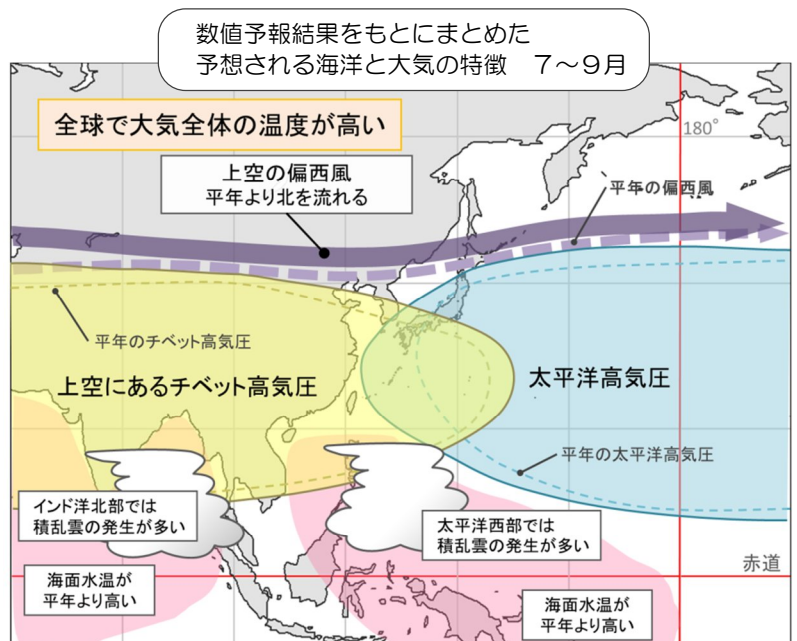 数値予報結果をもとにまとめた
予想される海洋と大気の特徴　７～９月
全球で大気全体の温度が高い
180°
上空の偏西風
平年より北を流れる
平年の偏西風
平年のチベット高気圧
上空にあるチベット高気圧
太平洋高気圧
平年の太平洋高気圧
インド洋北部では
積乱雲の発生が多い
太平洋西部では
積乱雲の発生が多い
赤道
海面水温が
平年より高い
海面水温が
平年より高い